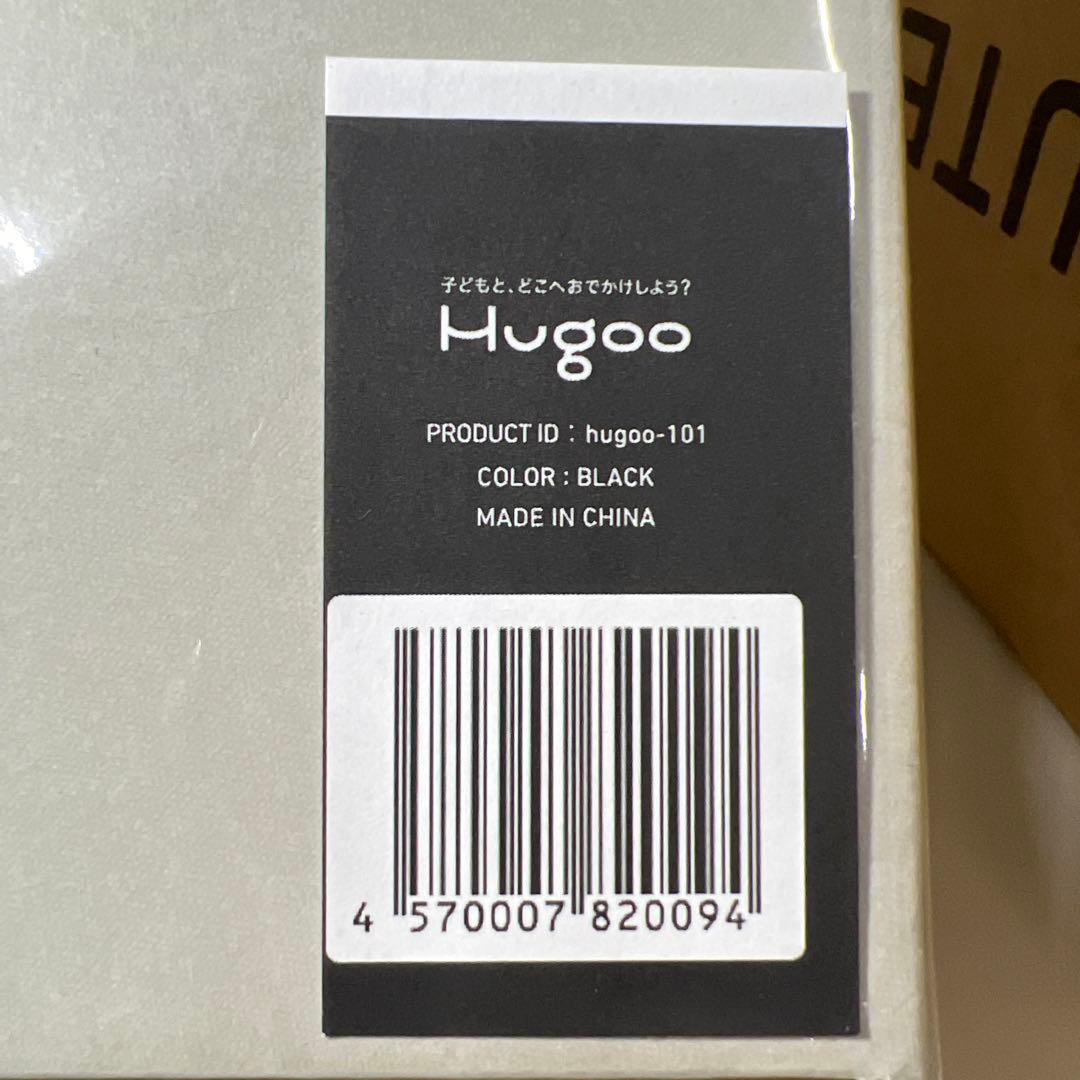 子どもと、どこへおでかけしよう?
Hugoo
PRODUCT ID : hugoo-101
COLOR : BLACK
MADE IN CHINA
4 570007 820094